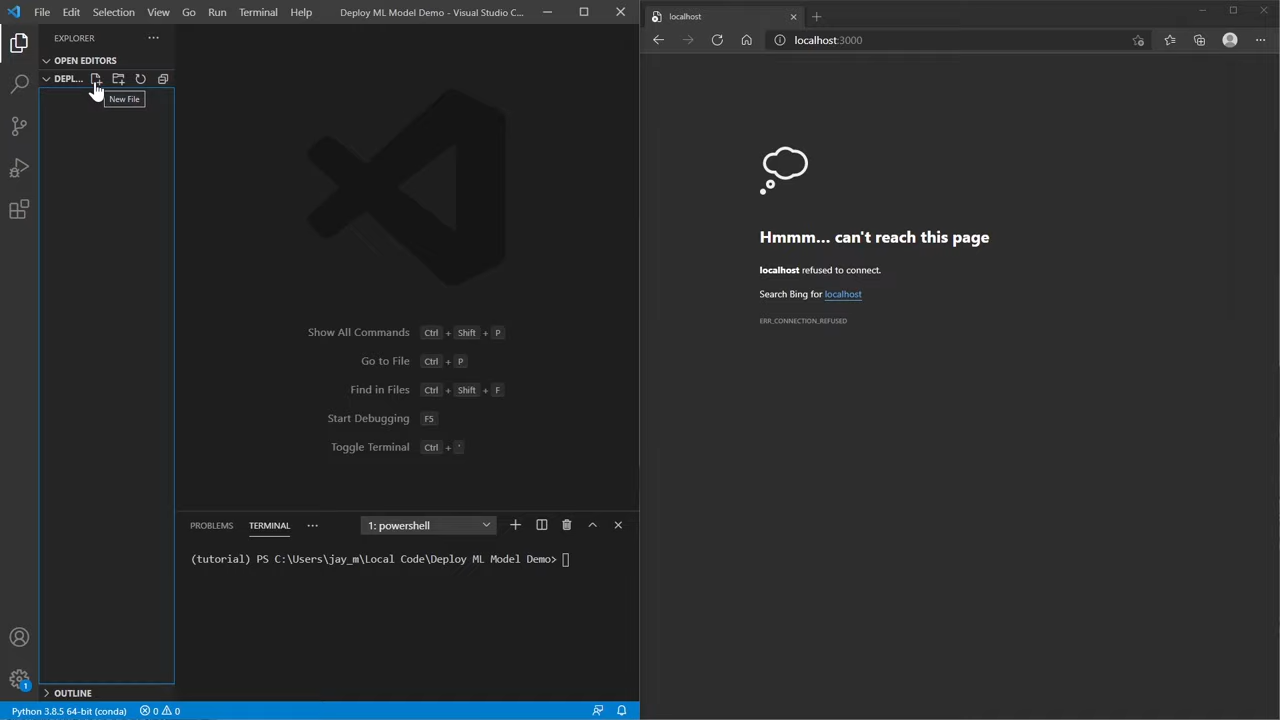 File Edit Selection View Go Run Terminal Help Deploy ML Model Demo - Visual Studio C...
EXPLORER
OPEN EDITORS
DEPL...
New File
Show All Commands Ctrl + Shift + P
Go to File Ctrl + P
Find in Files Ctrl + Shift + F
Start Debugging F5
Toggle Terminal Ctrl + '
PROBLEMS TERMINAL 1: powershell
(tutorial) PS C:\Users\jay_m\Local Code\Deploy ML Model Demo>
OUTLINE
1
Python 3.8.5 64-bit (conda) 0 0
localhost
localhost:3000
Hmmm... can't reach this page
localhost refused to connect.
Search Bing for localhost
ERR_CONNECTION_REFUSED